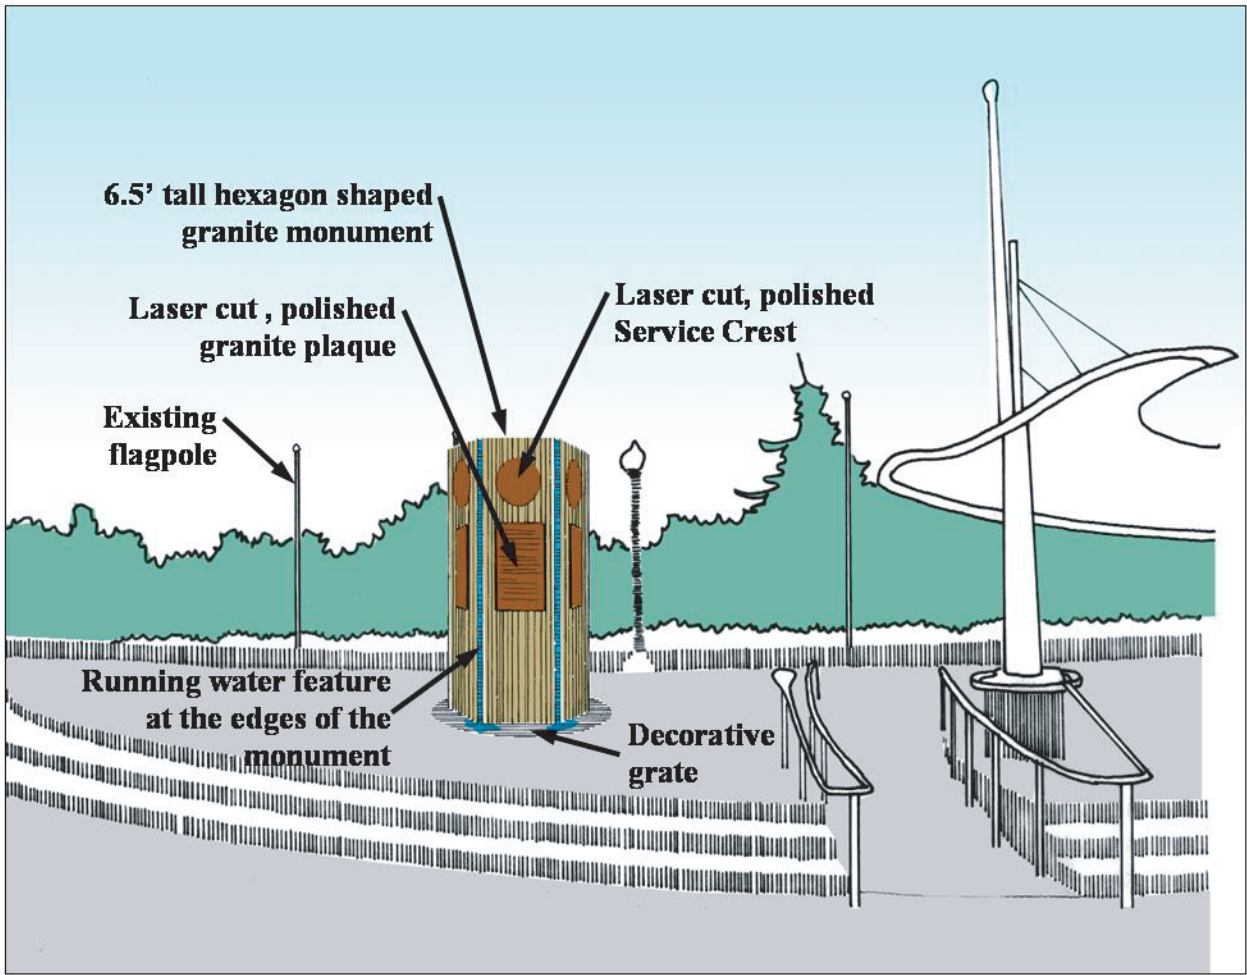 6.5’ tall hexagon shaped
granite monument
Laser cut , polished
granite plaque
Laser cut, polished
Service Crest
Existing
flagpole
Running water feature
at the edges of the
monument
Decorative
grate